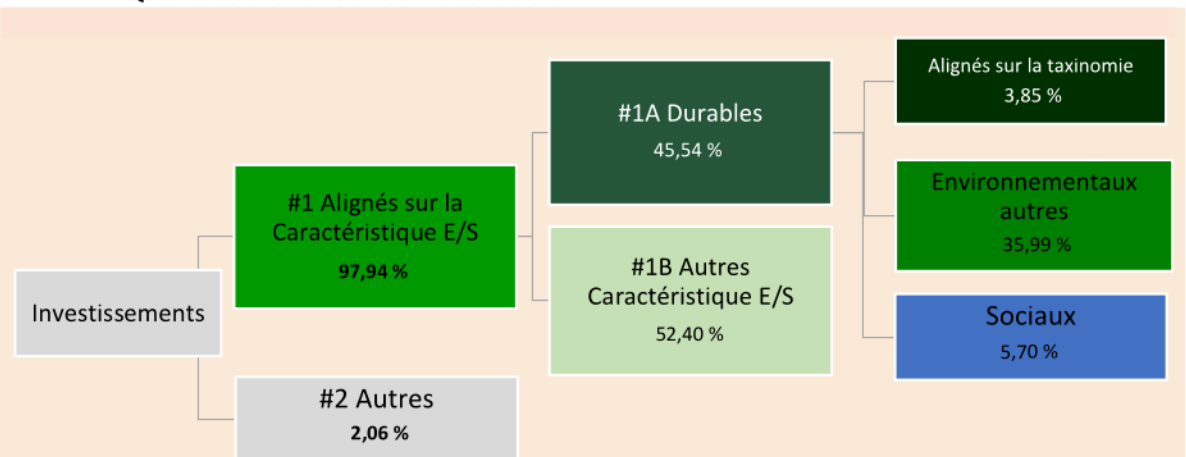 Investissements
#1 Alignés sur la
Caractéristique E/S
97,94 %
#2 Autres
2,06 %
#1A Durables
45,54 %
#1B Autres
Caractéristique E/S
52,40 %
Alignés sur la taxinomie
3,85 %
Environnementaux
autres
35,99 %
Sociaux
5,70 %